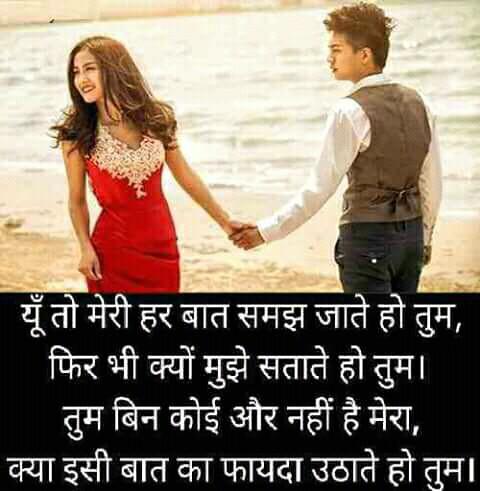 यूँ तो मेरी हर बात समझ जाते हो तुम,
फिर भी क्यों मुझे सताते हो तुम।
तुम बिन कोई और नहीं है मेरा,
क्या इसी बात का फायदा उठाते हो तुम।